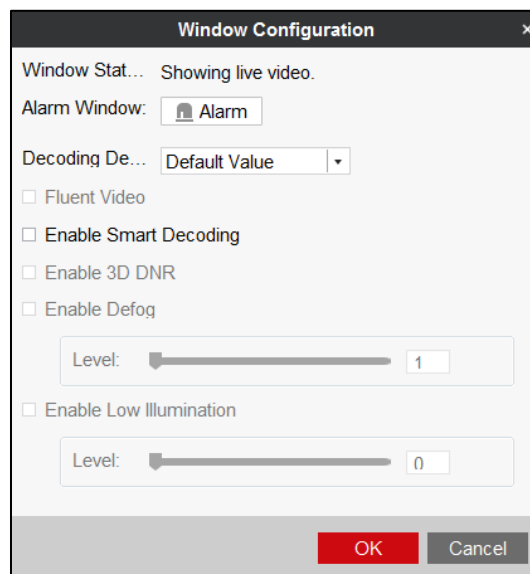 Window Configuration ×
Window Stat... Showing live video.
Alarm Window: Alarm
Decoding De... Default Value
Fluent Video
Enable Smart Decoding
Enable 3D DNR
Enable Defog
Level: 1
Enable Low Illumination
Level: 0
OK Cancel